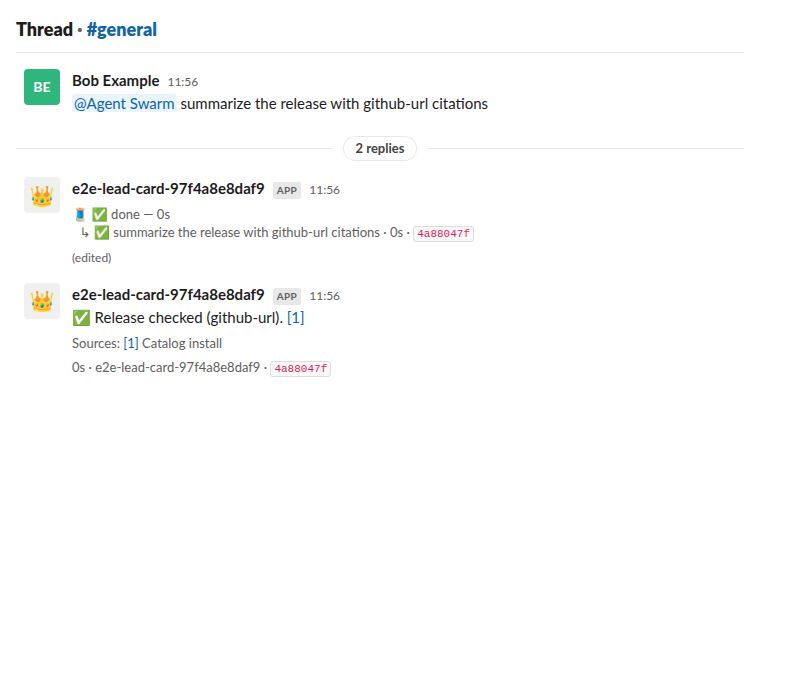 Thread • #general
BE
Bob Example 11:56
@Agent Swarm summarize the release with github-url citations
2 replies
e2e-lead-card-97f4a8e8daf9 APP 11:56
🧵 ✅ done — 0s
↳ ✅ summarize the release with github-url citations · 0s · 4a88047f
(edited)
e2e-lead-card-97f4a8e8daf9 APP 11:56
✅ Release checked (github-url). [1]
Sources: [1] Catalog install
0s · e2e-lead-card-97f4a8e8daf9 · 4a88047f